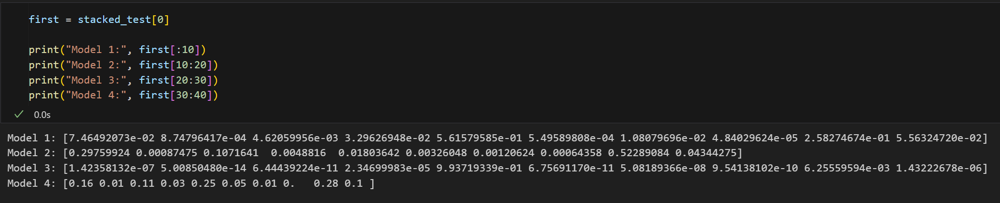 first = stacked_test[0]
print("Model 1:", first[:10])
print("Model 2:", first[10:20])
print("Model 3:", first[20:30])
print("Model 4:", first[30:40])
0.0s
Model 1: [7.46492073e-02 8.74796417e-04 4.62059956e-03 3.29626948e-02 5.61579585e-01 5.49589808e-04 1.08079696e-02 4.84029624e-05 2.58274674e-01 5.56324720e-02]
Model 2: [0.29759924 0.00087475 0.1071641  0.0048816  0.01803642 0.00326048 0.00120624 0.00064358 0.52289084 0.04344275]
Model 3: [1.42358132e-07 5.00850480e-14 6.44439224e-11 2.34699983e-05 9.93719339e-01 6.75691170e-11 5.08189366e-08 9.54138102e-10 6.25559594e-03 1.43222678e-06]
Model 4: [0.16 0.01 0.11 0.03 0.25 0.05 0.01 0.   0.28 0.1 ]